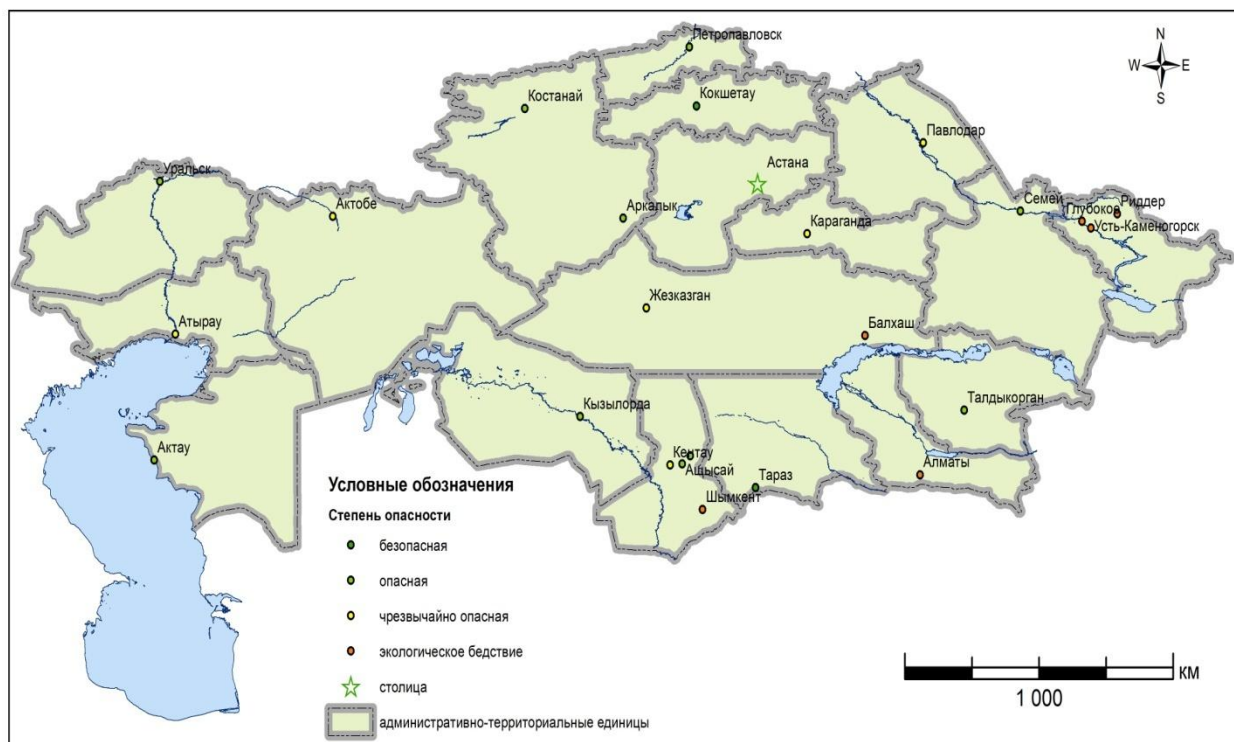 Петропавловск
N
W E
S
Костанай
Кокшетау
Павлодар
Астана
Уральск
Актобе
Аркалык
Караганда
Семей
Глубокое
Риддер
Усть-Каменогорск
Жезказган
Атырау
Балхаш
Кызылорда
Талдыкорган
Актау
Кентау
Ащысай
Тараз
Алматы
Шымкент
Условные обозначения
Степень опасности
безопасная
опасная
чрезвычайно опасная
экологическое бедствие
столица
административно-территориальные единицы
КМ
1 000